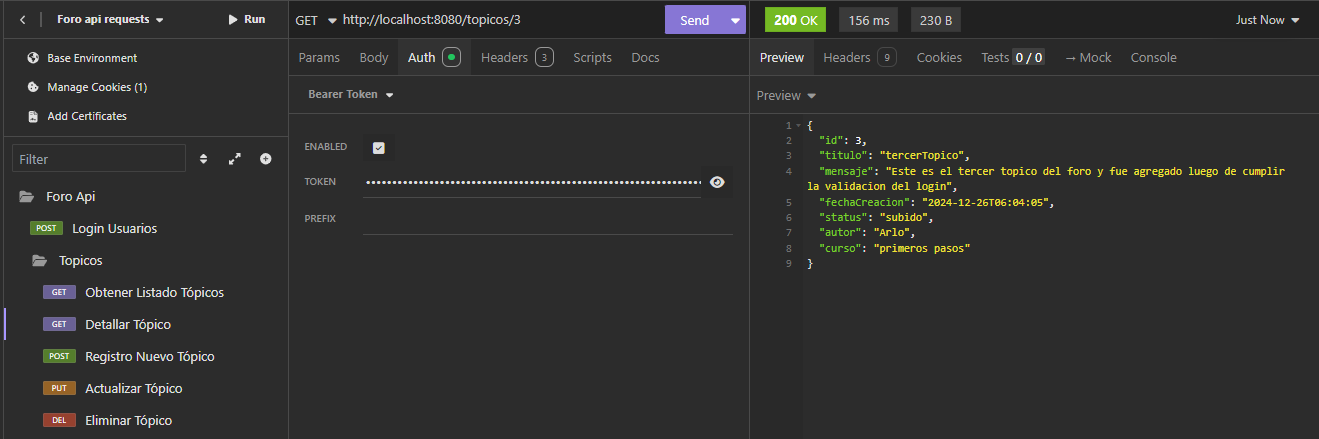 Foro api requests
Run
Base Environment
Manage Cookies (1)
Add Certificates
Filter
Foro Api
POST Login Usuarios
Topicos
GET Obtener Listado Tópicos
GET Detallar Tópico
POST Registro Nuevo Tópico
PUT Actualizar Tópico
DEL Eliminar Tópico
GET http://localhost:8080/topicos/3 Send
Params Body Auth Headers 3 Scripts Docs
Bearer Token
ENABLED
TOKEN
PREFIX
200 OK 156 ms 230 B Just Now
Preview Headers 9 Cookies Tests 0 / 0 → Mock Console
Preview
1 {
2 "id": 3,
3 "titulo": "tercerTopico",
4 "mensaje": "Este es el tercer topico del foro y fue agregado luego de cumplir
la validacion del login",
5 "fechaCreacion": "2024-12-26T06:04:05",
6 "status": "subido",
7 "autor": "Arlo",
8 "curso": "primeros pasos"
9 }